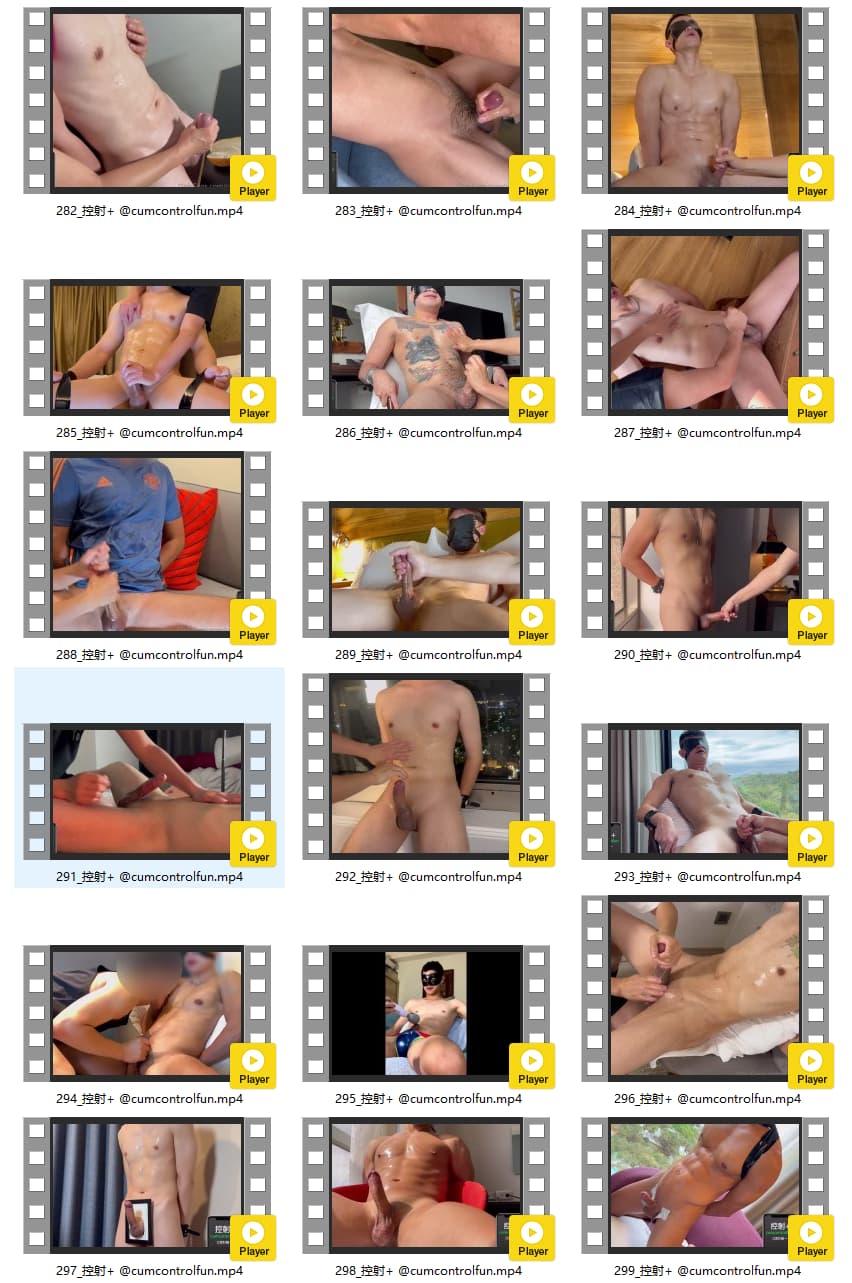 Player
Player
Player
282_控射+ @cumcontrolfun.mp4
283_控射+ @cumcontrolfun.mp4
284_控射+ @cumcontrolfun.mp4
Player
Player
Player
285_控射+ @cumcontrolfun.mp4
286_控射+ @cumcontrolfun.mp4
287_控射+ @cumcontrolfun.mp4
Player
Player
Player
288_控射+ @cumcontrolfun.mp4
289_控射+ @cumcontrolfun.mp4
290_控射+ @cumcontrolfun.mp4
Player
Player
Player
291_控射+ @cumcontrolfun.mp4
292_控射+ @cumcontrolfun.mp4
293_控射+ @cumcontrolfun.mp4
Player
Player
Player
294_控射+ @cumcontrolfun.mp4
295_控射+ @cumcontrolfun.mp4
296_控射+ @cumcontrolfun.mp4
控射
Player
Player
Player
297_控射+ @cumcontrolfun.mp4
298_控射+ @cumcontrolfun.mp4
299_控射+ @cumcontrolfun.mp4